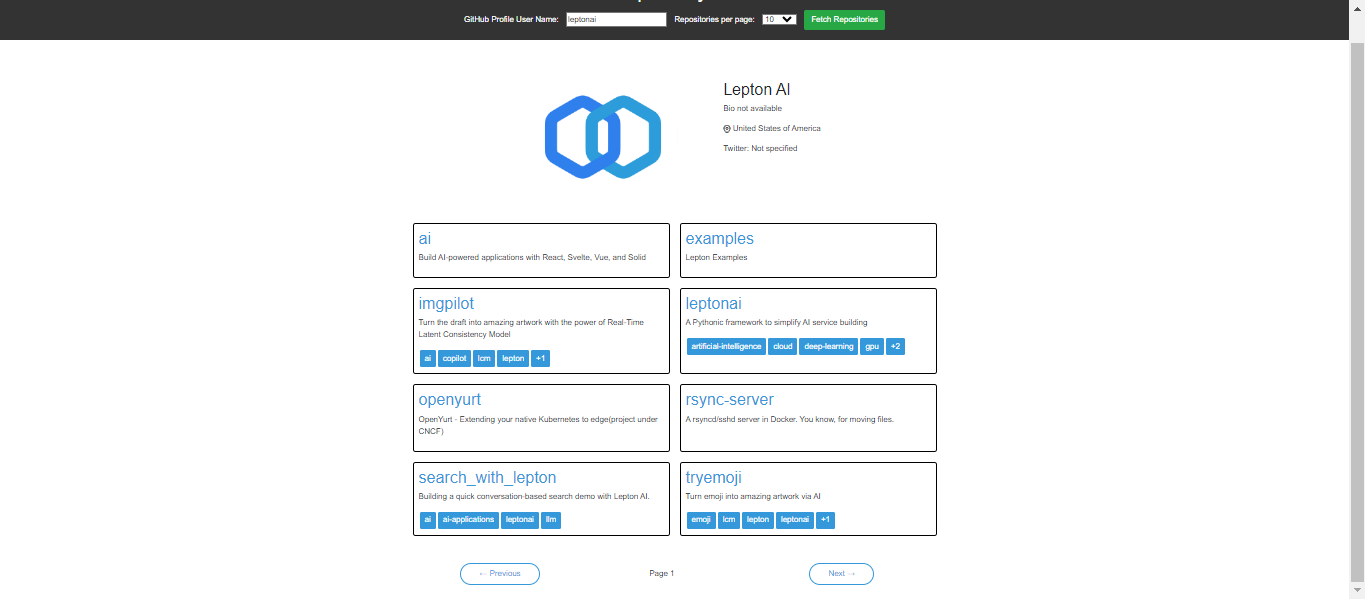 GitHub Profile User Name: leptonai Repositories per page: 10 Fetch Repositories
Lepton AI
Bio not available
United States of America
Twitter: Not specified
ai
Build AI-powered applications with React, Svelte, Vue, and Solid
examples
Lepton Examples
imgpilot
Turn the draft into amazing artwork with the power of Real-Time
Latent Consistency Model
ai copilot lcm lepton +1
leptonai
A Pythonic framework to simplify AI service building
artificial-intelligence cloud deep-learning gpu +2
openyurt
OpenYurt - Extending your native Kubernetes to edge(project under
CNCF)
rsync-server
A rsyncd/sshd server in Docker. You know, for moving files.
search_with_lepton
Building a quick conversation-based search demo with Lepton AI.
ai ai-applications leptonai llm
tryemoji
Turn emoji into amazing artwork via AI
emoji lcm lepton leptonai +1
← Previous Page 1 Next →